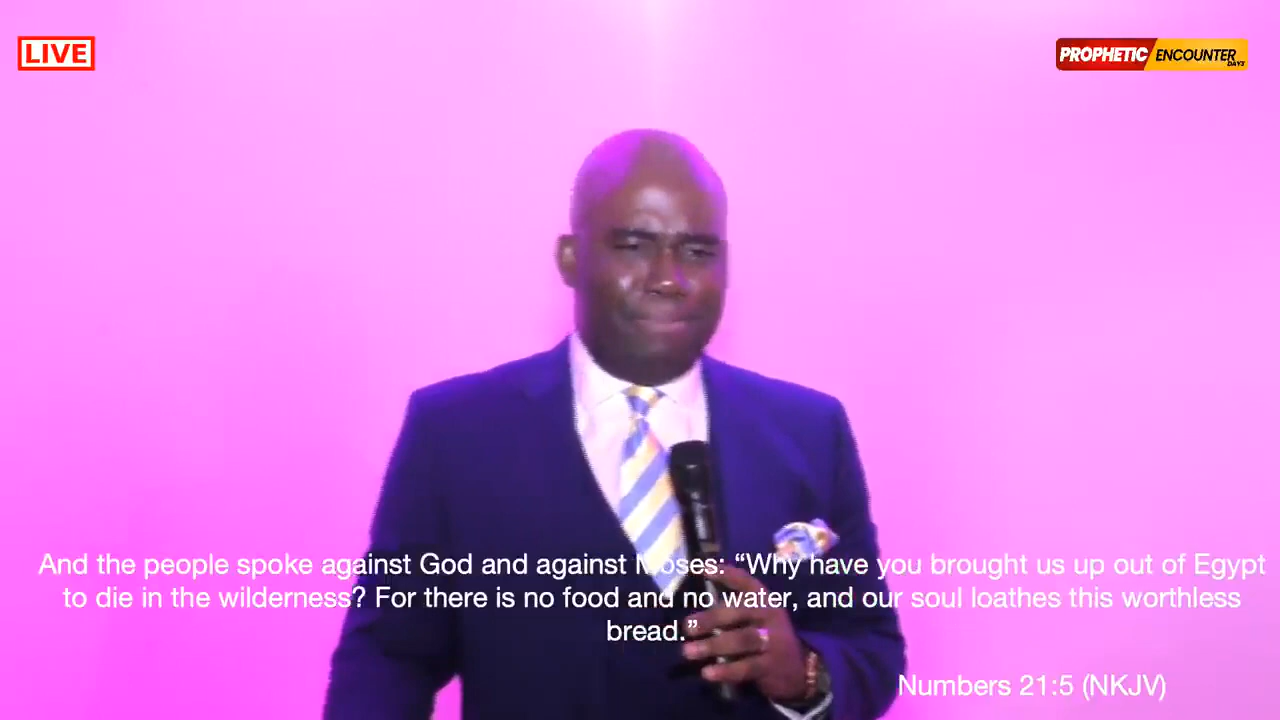 LIVE
PROPHETIC ENCOUNTER
DAYS
And the people spoke against God and against Moses: “Why have you brought us up out of Egypt
to die in the wilderness? For there is no food and no water, and our soul loathes this worthless
bread.”
Numbers 21:5 (NKJV)